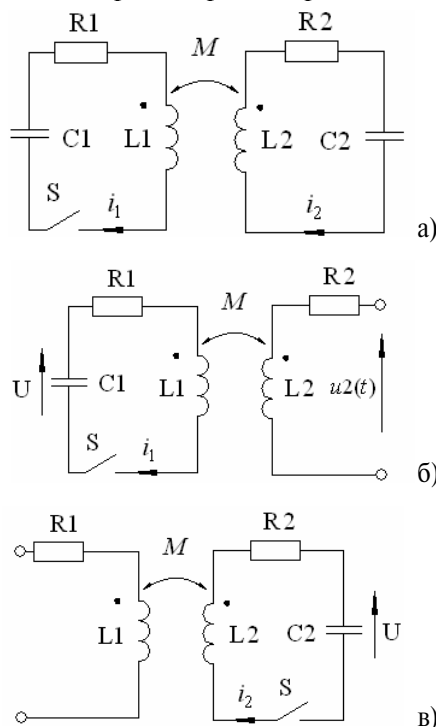 R1
R2
M
C1
L1
L2
C2
S
i₁
i₂
а)
R1
R2
M
U
C1
L1
L2
u2(t)
S
i₁
б)
R1
R2
M
L1
L2
C2
U
i₂
S
в)